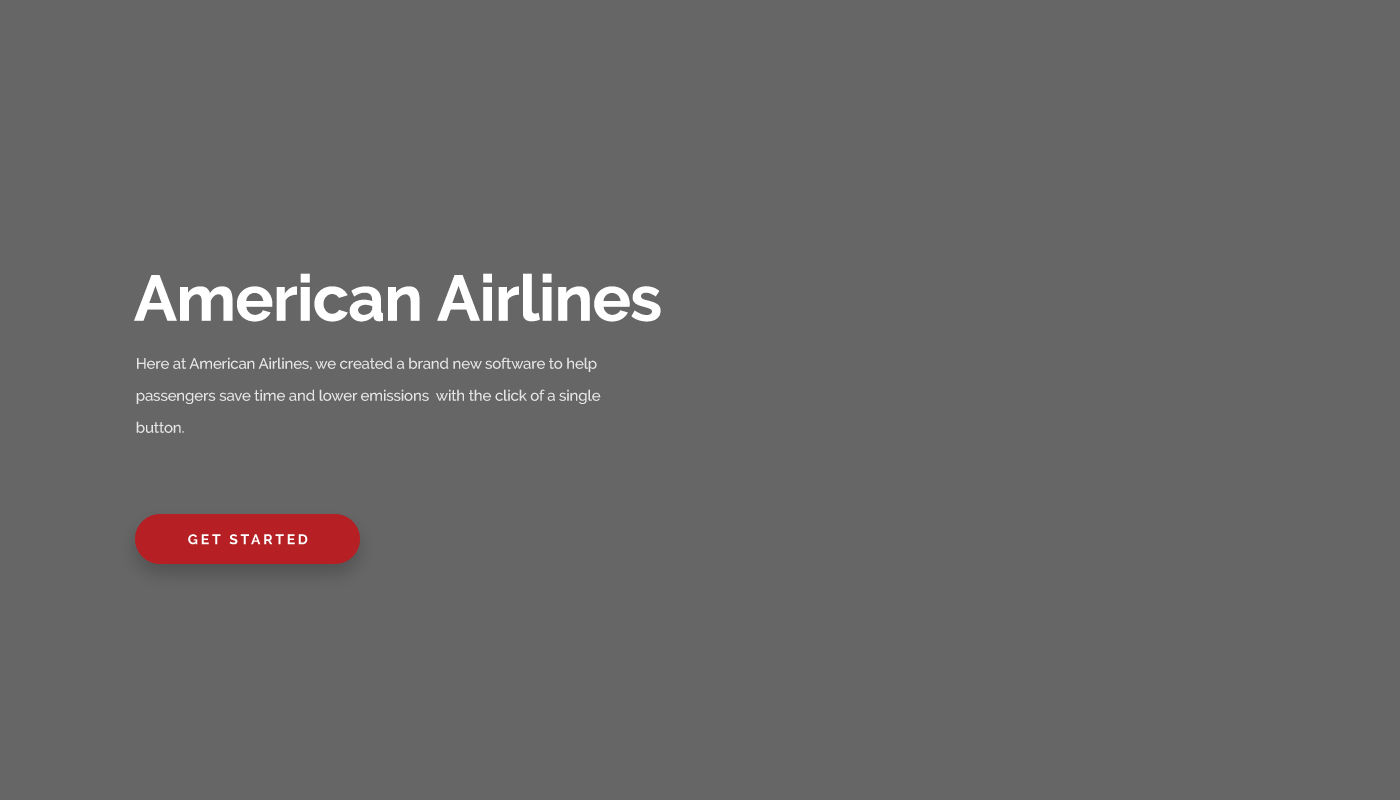 American Airlines
Here at American Airlines, we created a brand new software to help
passengers save time and lower emissions  with the click of a single
button.
GET STARTED